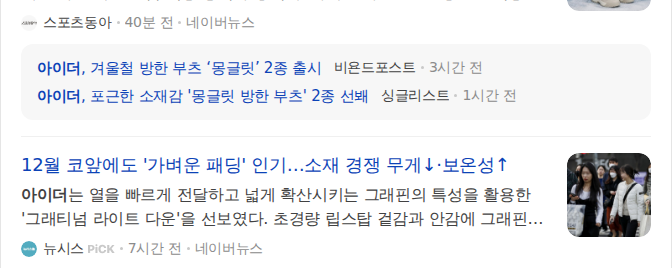 스포츠동아 · 40분 전 · 네이버뉴스
아이더, 겨울철 방한 부츠 ‘몽글릿’ 2종 출시 비욘드포스트 · 3시간 전
아이더, 포근한 소재감 '몽글릿 방한 부츠' 2종 선봬 싱글리스트 · 1시간 전
12월 코앞에도 '가벼운 패딩' 인기…소재 경쟁 무게↓·보온성↑
아이더는 열을 빠르게 전달하고 넓게 확산시키는 그래핀의 특성을 활용한
'그래티넘 라이트 다운'을 선보였다. 초경량 립스탑 겉감과 안감에 그래핀...
뉴시스 PiCK · 7시간 전 · 네이버뉴스